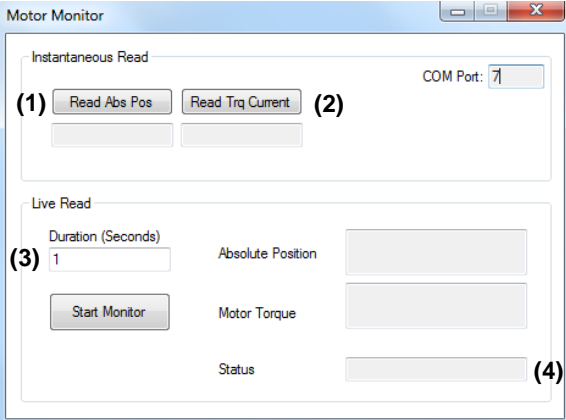 Motor Monitor
Instantaneous Read
COM Port: 7
(1) Read Abs Pos Read Trq Current (2)
Live Read
Duration (Seconds)
(3) 1
Absolute Position
Start Monitor Motor Torque
Status (4)